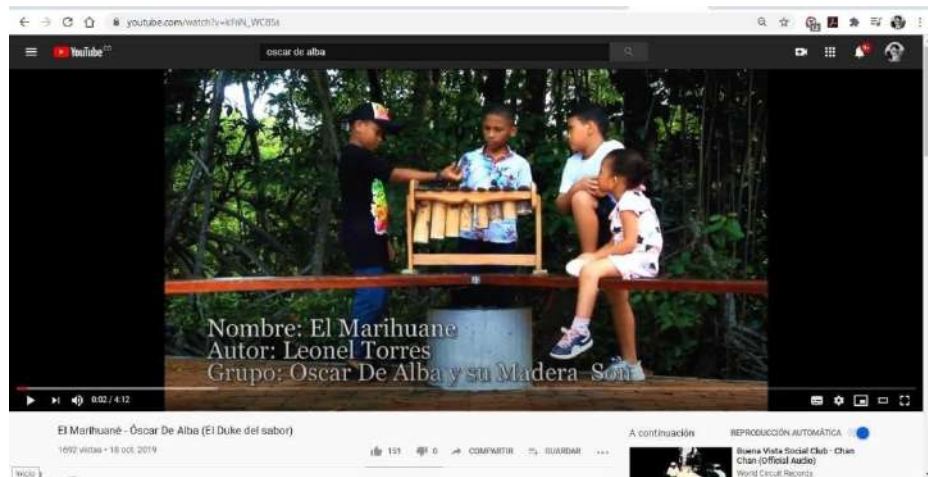 youtube.com/watch?v=
YouTube CO
oscar de alba
Nombre: El Marihuane
Autor: Leonel Torres
Grupo: Oscar De Alba y su Madera Son
0:02 / 4:12
El Marihuané - Óscar De Alba (El Duke del sabor)
1692 vistas • 18 oct. 2019
151
0
COMPARTIR
GUARDAR
A continuación
REPRODUCCIÓN AUTOMÁTICA
Buena Vista Social Club - Chan
Chan (Official Audio)
World Circuit Records
Inicio